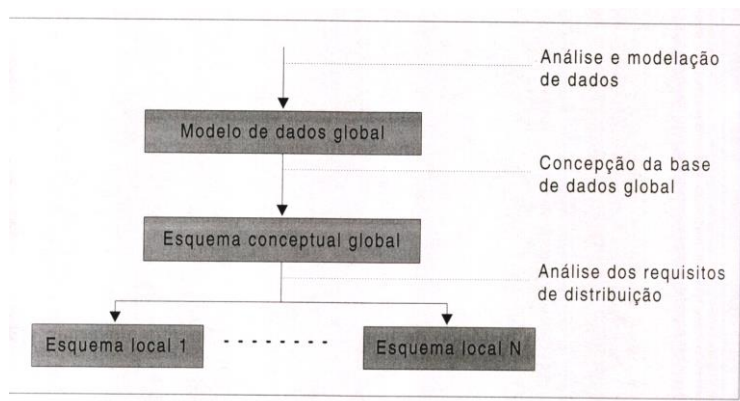 Análise e modelação
de dados
Modelo de dados global
Concepção da base
de dados global
Esquema conceptual global
Análise dos requisitos
de distribuição
Esquema local 1
Esquema local N